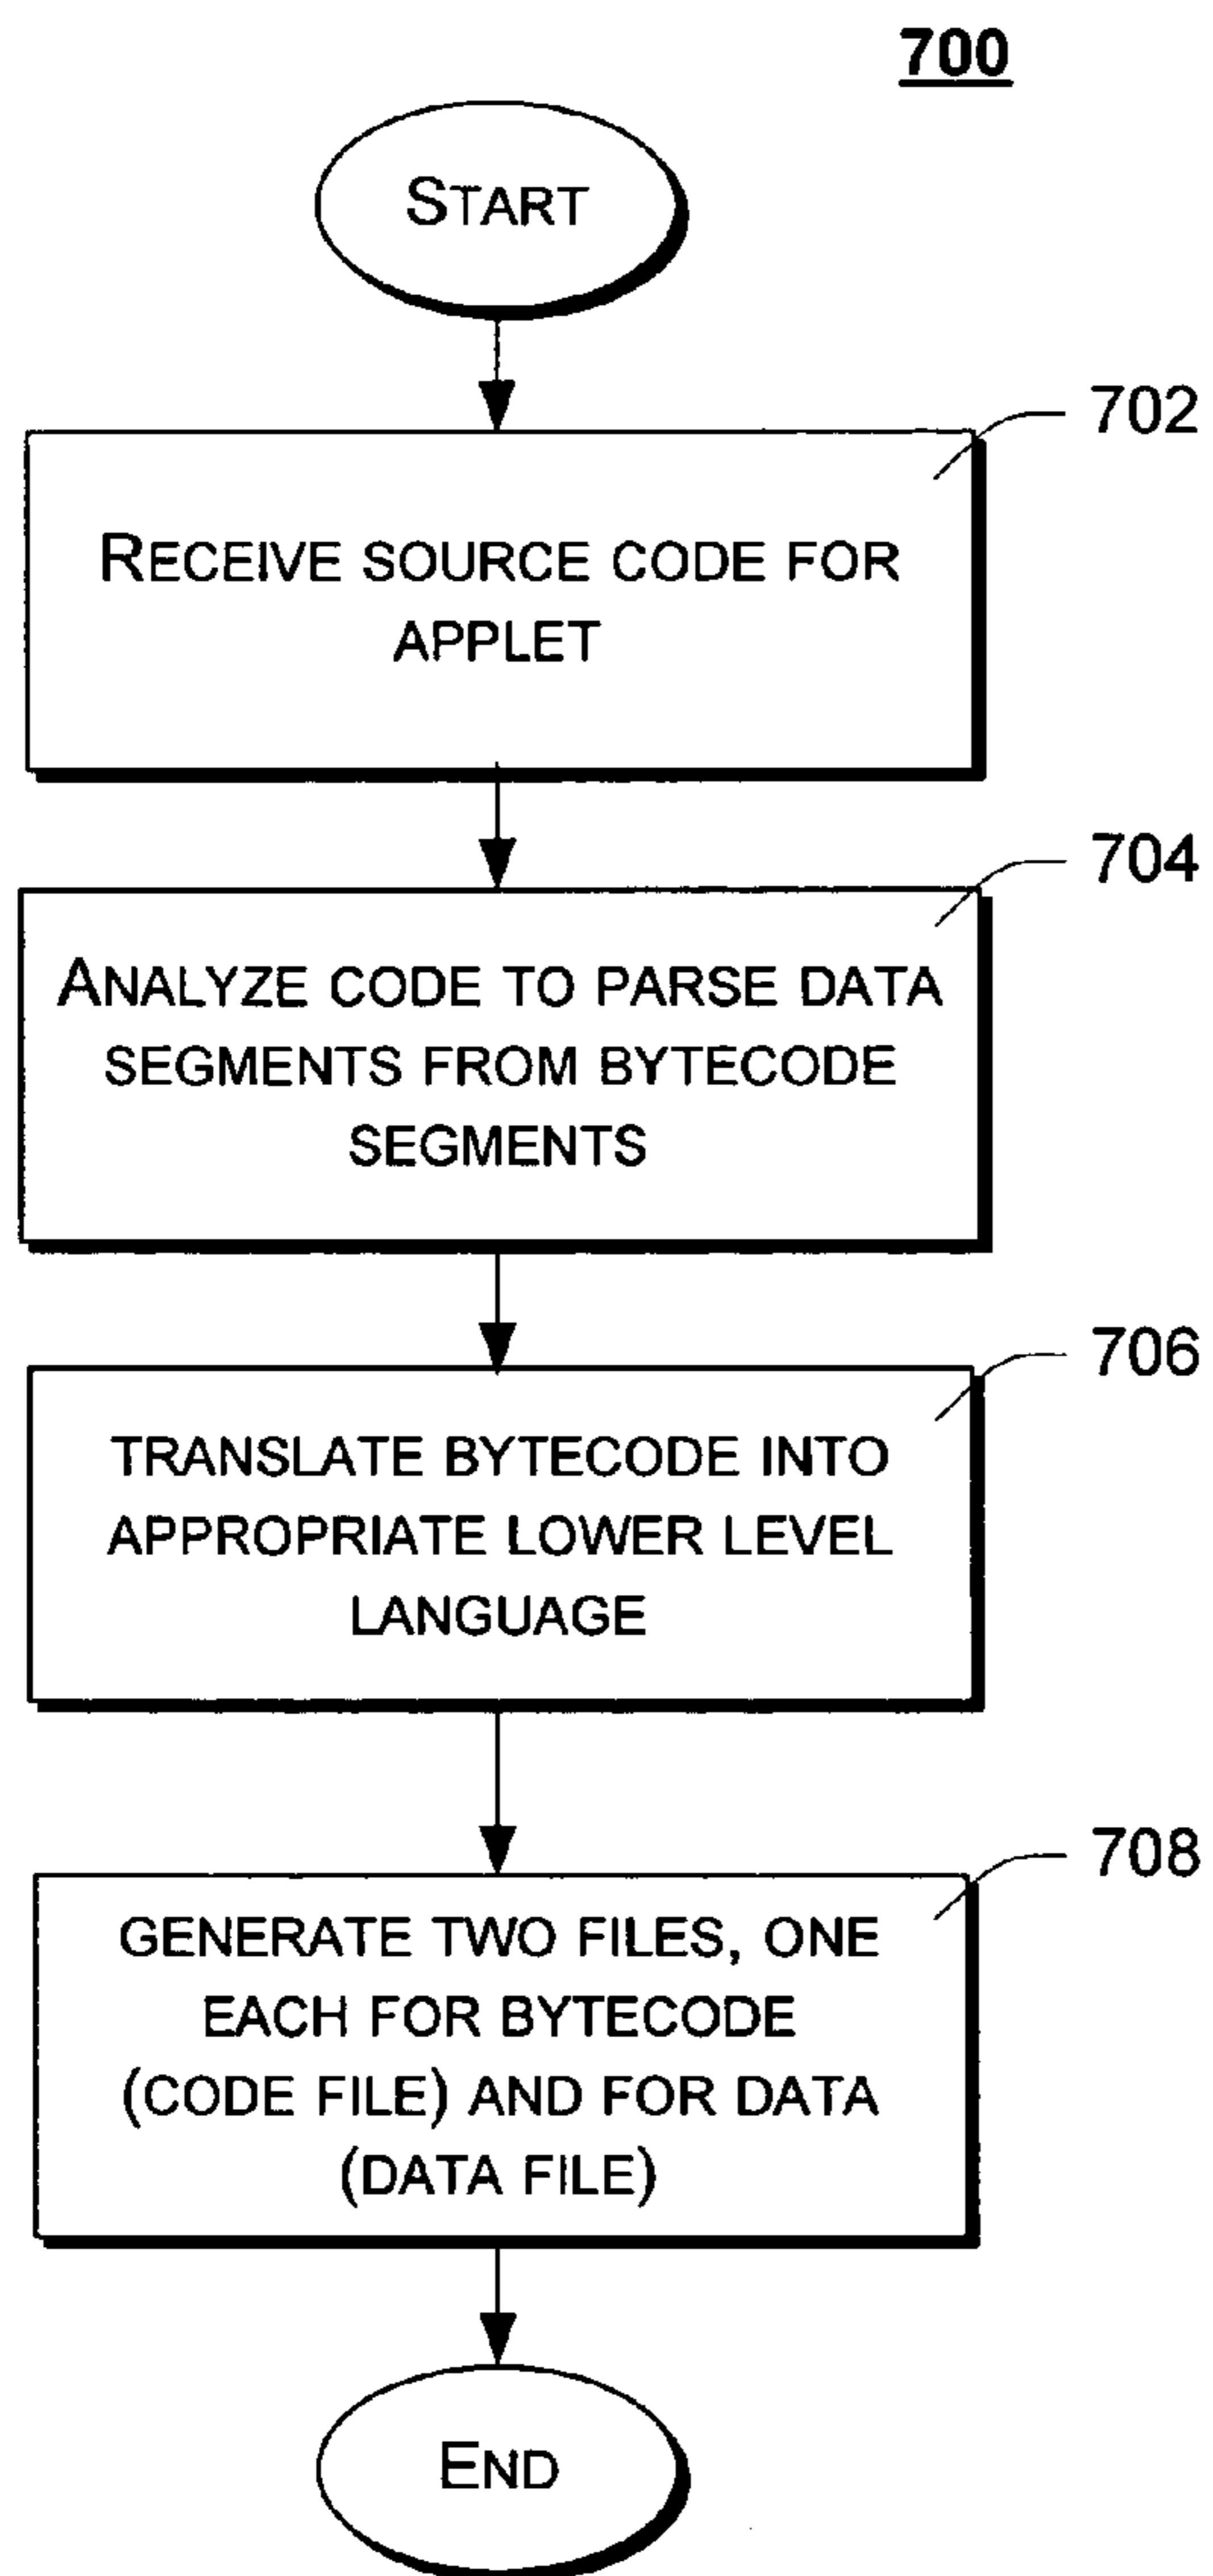 700
START
702
RECEIVE SOURCE CODE FOR
APPLET
704
ANALYZE CODE TO PARSE DATA
SEGMENTS FROM BYTECODE
SEGMENTS
706
TRANSLATE BYTECODE INTO
APPROPRIATE LOWER LEVEL
LANGUAGE
708
GENERATE TWO FILES, ONE
EACH FOR BYTECODE
(CODE FILE) AND FOR DATA
(DATA FILE)
END